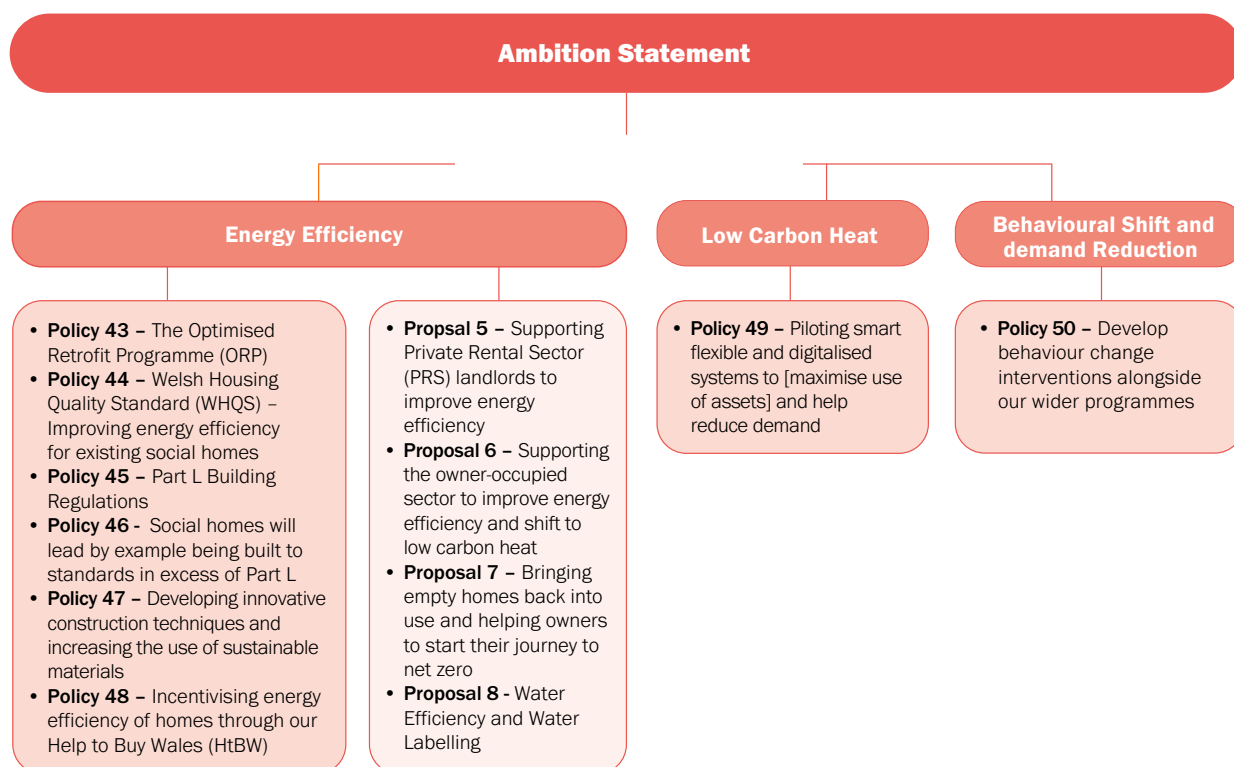 Ambition Statement
Energy Efficiency
• Policy 43 – The Optimised
Retrofit Programme (ORP)
• Policy 44 – Welsh Housing
Quality Standard (WHQS) –
Improving energy efficiency
for existing social homes
• Policy 45 – Part L Building
Regulations
• Policy 46 - Social homes will
lead by example being built to
standards in excess of Part L
• Policy 47 – Developing innovative
construction techniques and
increasing the use of sustainable
materials
• Policy 48 – Incentivising energy
efficiency of homes through our
Help to Buy Wales (HtBW)
• Propsal 5 – Supporting
Private Rental Sector
(PRS) landlords to
improve energy
efficiency
• Proposal 6 – Supporting
the owner-occupied
sector to improve energy
efficiency and shift to
low carbon heat
• Proposal 7 – Bringing
empty homes back into
use and helping owners
to start their journey to
net zero
• Proposal 8 - Water
Efficiency and Water
Labelling
Low Carbon Heat
• Policy 49 – Piloting smart
flexible and digitalised
systems to [maximise use
of assets] and help
reduce demand
Behavioural Shift and
demand Reduction
• Policy 50 – Develop
behaviour change
interventions alongside
our wider programmes